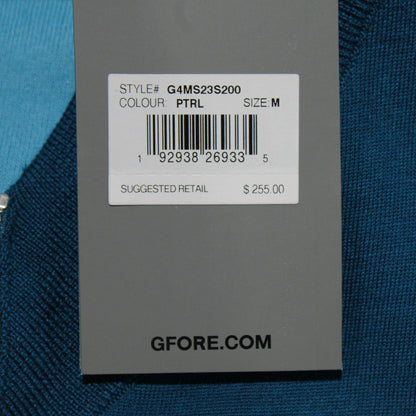 STYLE# G4MS23S200
COLOUR: PTRL SIZE: M
1 92938 26933 5
SUGGESTED RETAIL $ 255.00
GFORE.COM